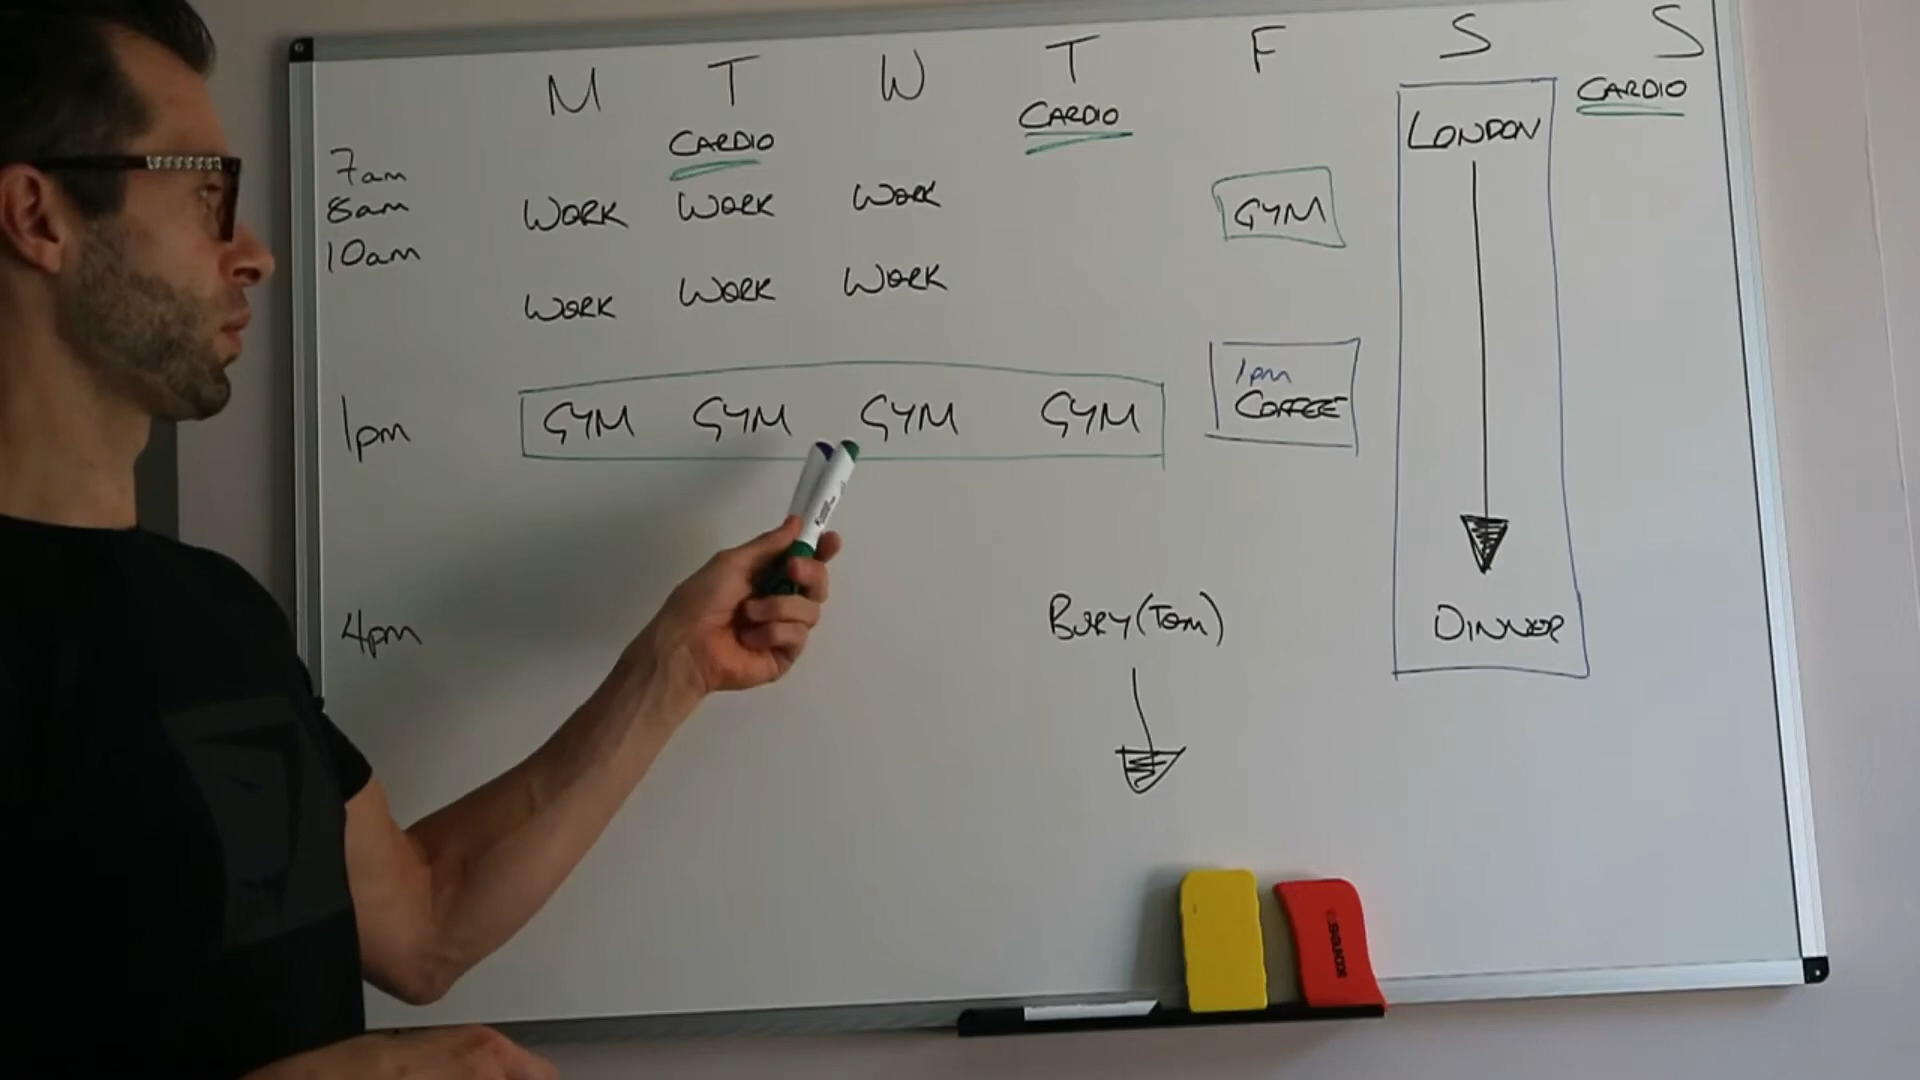 M T W T F S S
CARDIO CARDIO CARDIO
7am
8am WORK WORK WORK GYM LONDON
10am
WORK WORK WORK
1pm GYM GYM GYM GYM 1pm
COFFEE
4pm BURY (TOM) DINNER